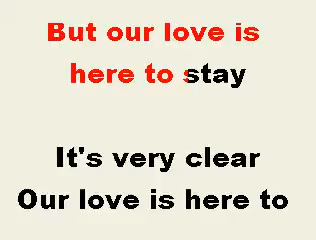 But our love is
here to stay
It's very clear
Our love is here to